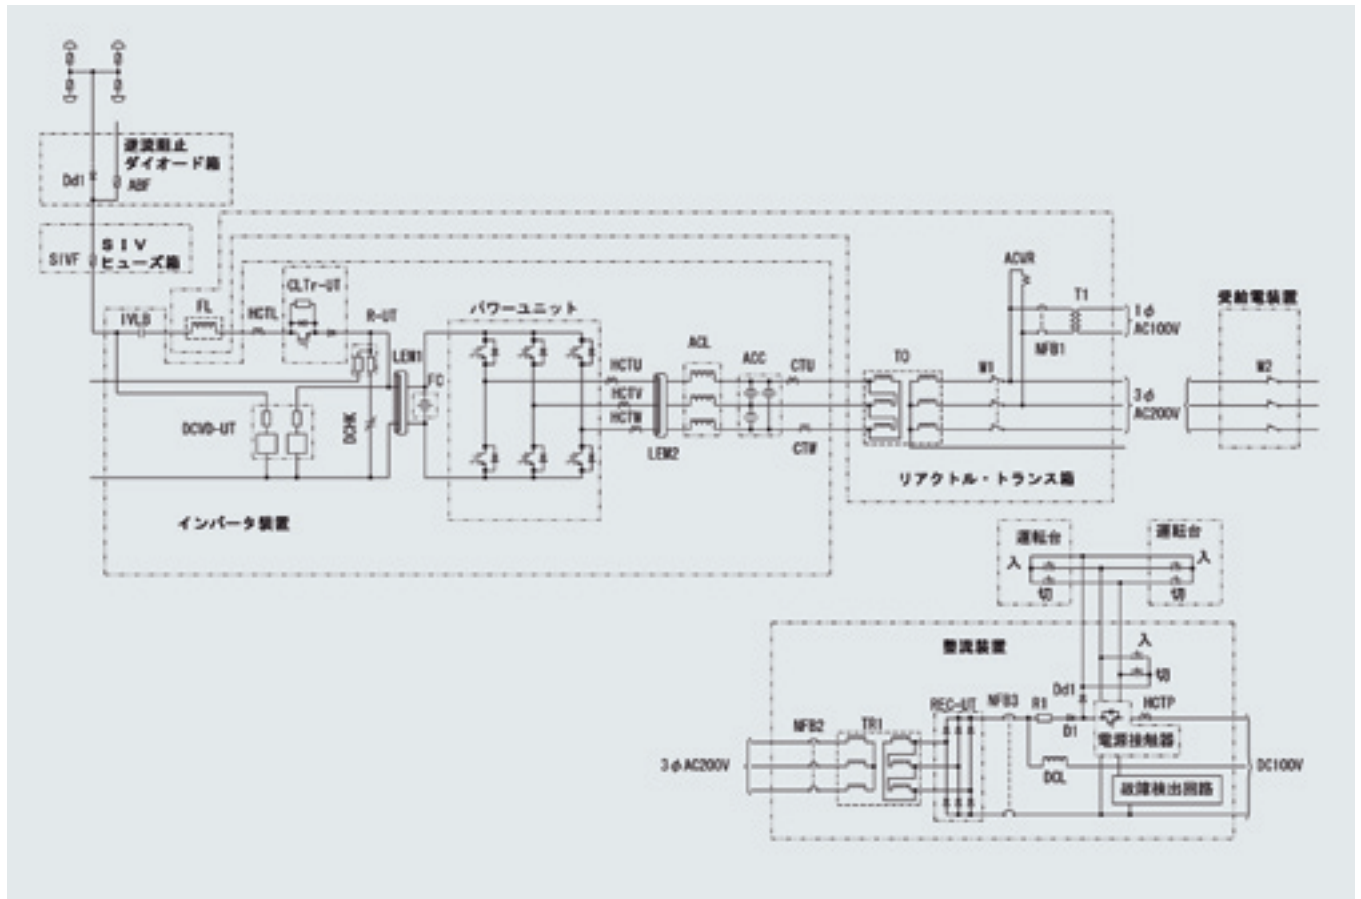 逆流阻止
ダイオード箱
Dd1
ABF
SIV
ヒューズ箱
SIVF
IVLB
FL
HCTL
CLTr-UT
R-UT
LEM1
FC
DCVD-UT
DCHK
インバータ装置
パワーユニット
HCTU
HCTV
HCTW
LEM2
ACL
ACC
CTU
CTW
TO
M1
ACVR
T1
NFB1
1φ
AC100V
3φ
AC200V
リアクトル・トランス箱
受給電装置
M2
運転台
入
切
運転台
入
切
整流装置
入
切
Dd1
HCTP
REC-UT
NFB3
R1
D1
電源接触器
NFB2
TR1
3φAC200V
DCL
DC100V
故障検出回路